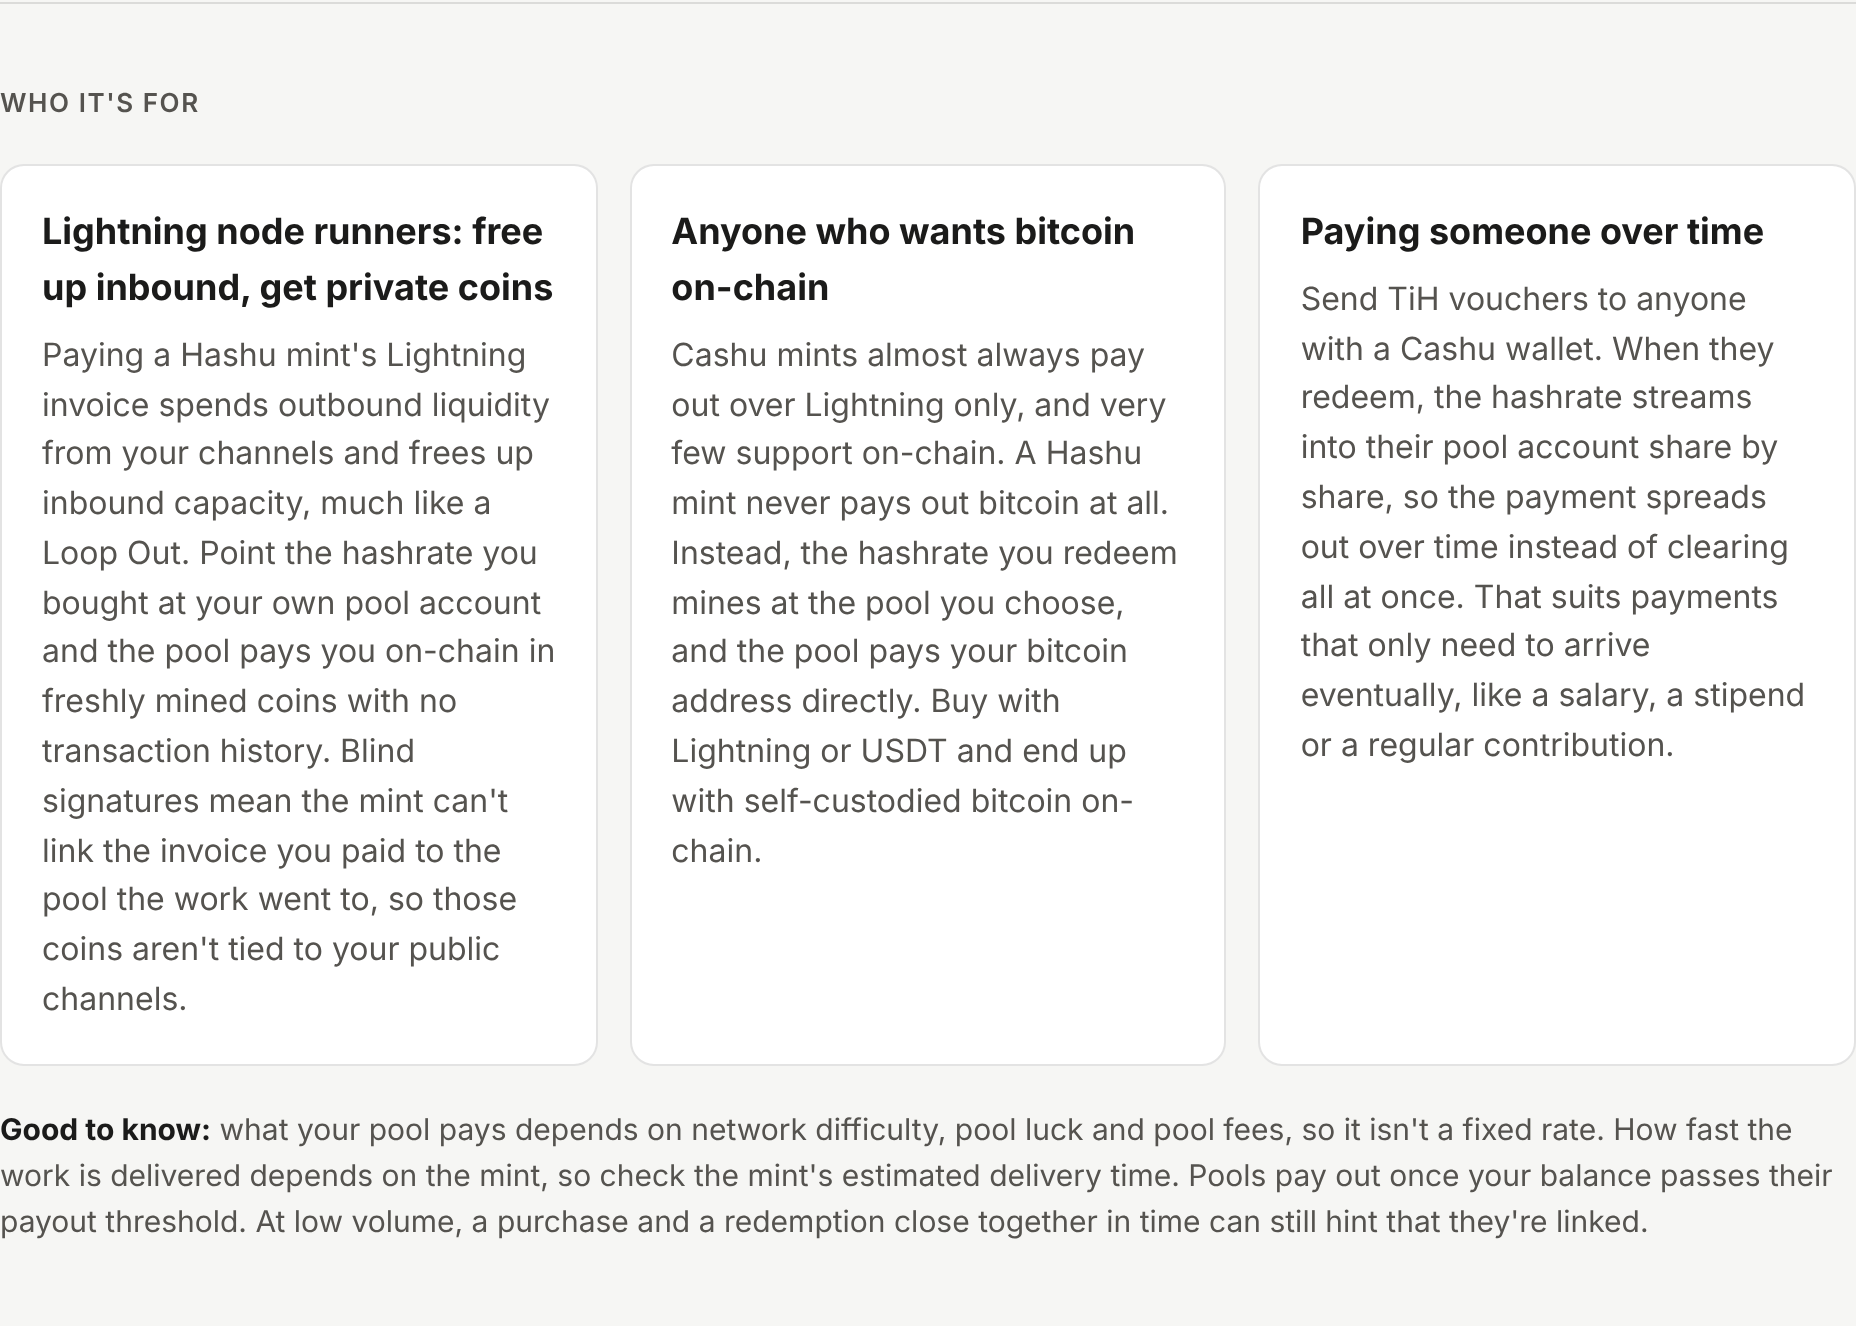 WHO IT'S FOR
Lightning node runners: free
up inbound, get private coins
Paying a Hashu mint's Lightning
invoice spends outbound liquidity
from your channels and frees up
inbound capacity, much like a
Loop Out. Point the hashrate you
bought at your own pool account
and the pool pays you on-chain in
freshly mined coins with no
transaction history. Blind
signatures mean the mint can't
link the invoice you paid to the
pool the work went to, so those
coins aren't tied to your public
channels.
Anyone who wants bitcoin
on-chain
Cashu mints almost always pay
out over Lightning only, and very
few support on-chain. A Hashu
mint never pays out bitcoin at all.
Instead, the hashrate you redeem
mines at the pool you choose,
and the pool pays your bitcoin
address directly. Buy with
Lightning or USDT and end up
with self-custodied bitcoin on-
chain.
Paying someone over time
Send TiH vouchers to anyone
with a Cashu wallet. When they
redeem, the hashrate streams
into their pool account share by
share, so the payment spreads
out over time instead of clearing
all at once. That suits payments
that only need to arrive
eventually, like a salary, a stipend
or a regular contribution.
Good to know: what your pool pays depends on network difficulty, pool luck and pool fees, so it isn't a fixed rate. How fast the
work is delivered depends on the mint, so check the mint's estimated delivery time. Pools pay out once your balance passes their
payout threshold. At low volume, a purchase and a redemption close together in time can still hint that they're linked.